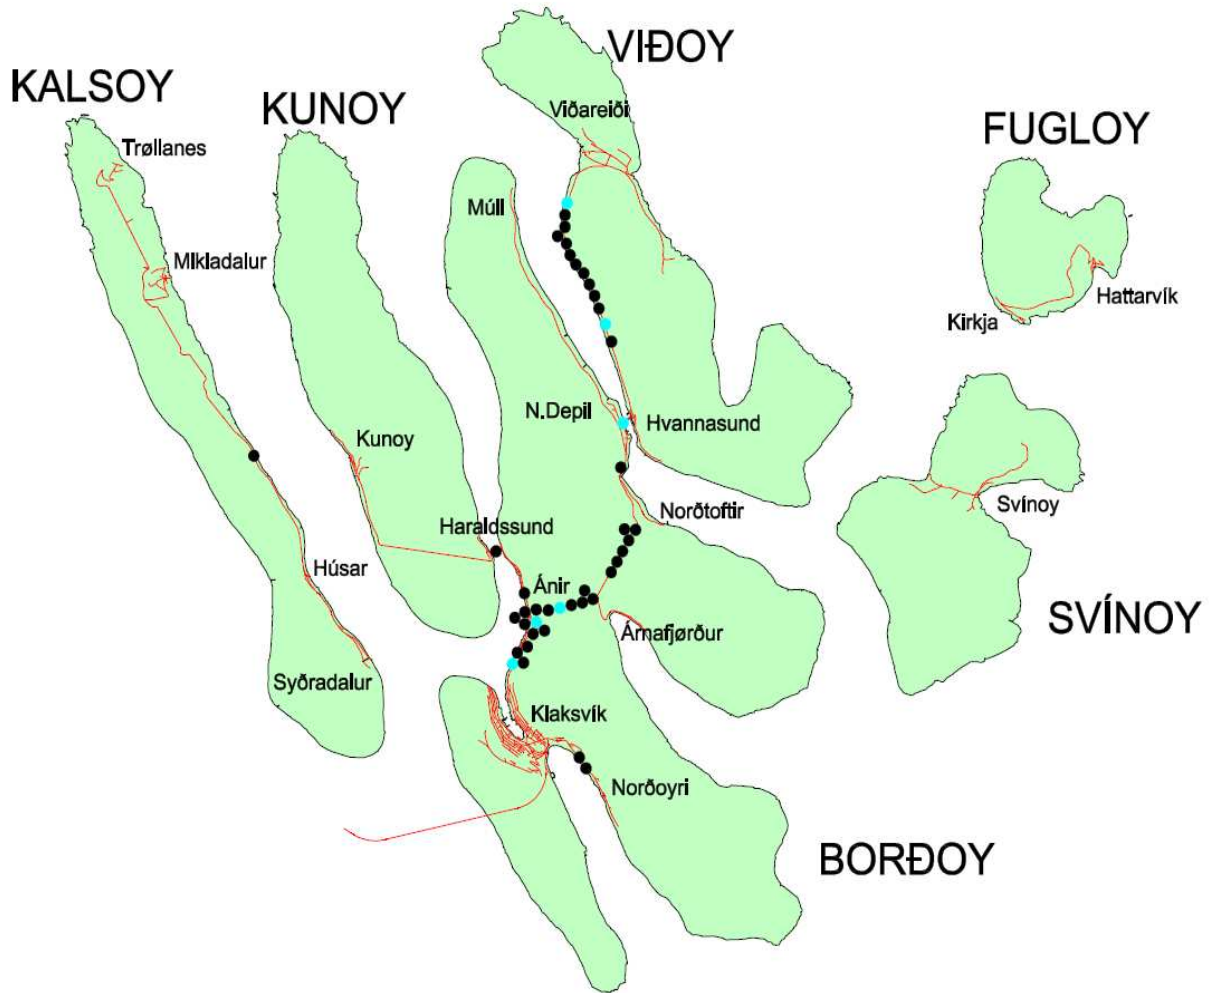 VIÐOY
KALSOY
KUNOY
Viðareiði
FUGLOY
Trøllanes
Múll
MIkladalur
Hattarvík
Kirkja
N.Depil
Hvannasund
Kunoy
Svínoy
Norðtoftir
Haraldssund
Húsar
Ánir
SVÍNOY
Árnafjørður
Syðradalur
Klaksvík
Norðoyri
BORÐOY